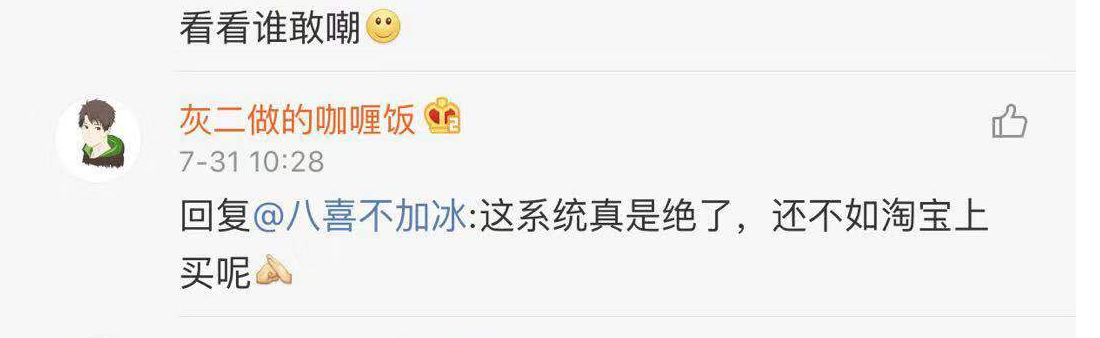 看看谁敢嘲
灰二做的咖喱饭
7-31 10:28
回复@八喜不加冰:这系统真是绝了，还不如淘宝上
买呢